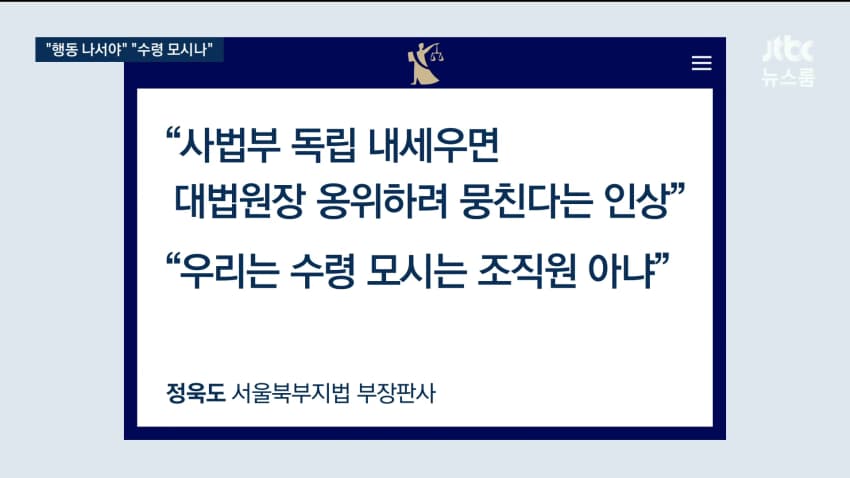 "행동 나서야" "수령 모시나"
JTBC
뉴스룸
“사법부 독립 내세우면
대법원장 옹위하려 뭉친다는 인상”
“우리는 수령 모시는 조직원 아냐”
정욱도 서울북부지법 부장판사